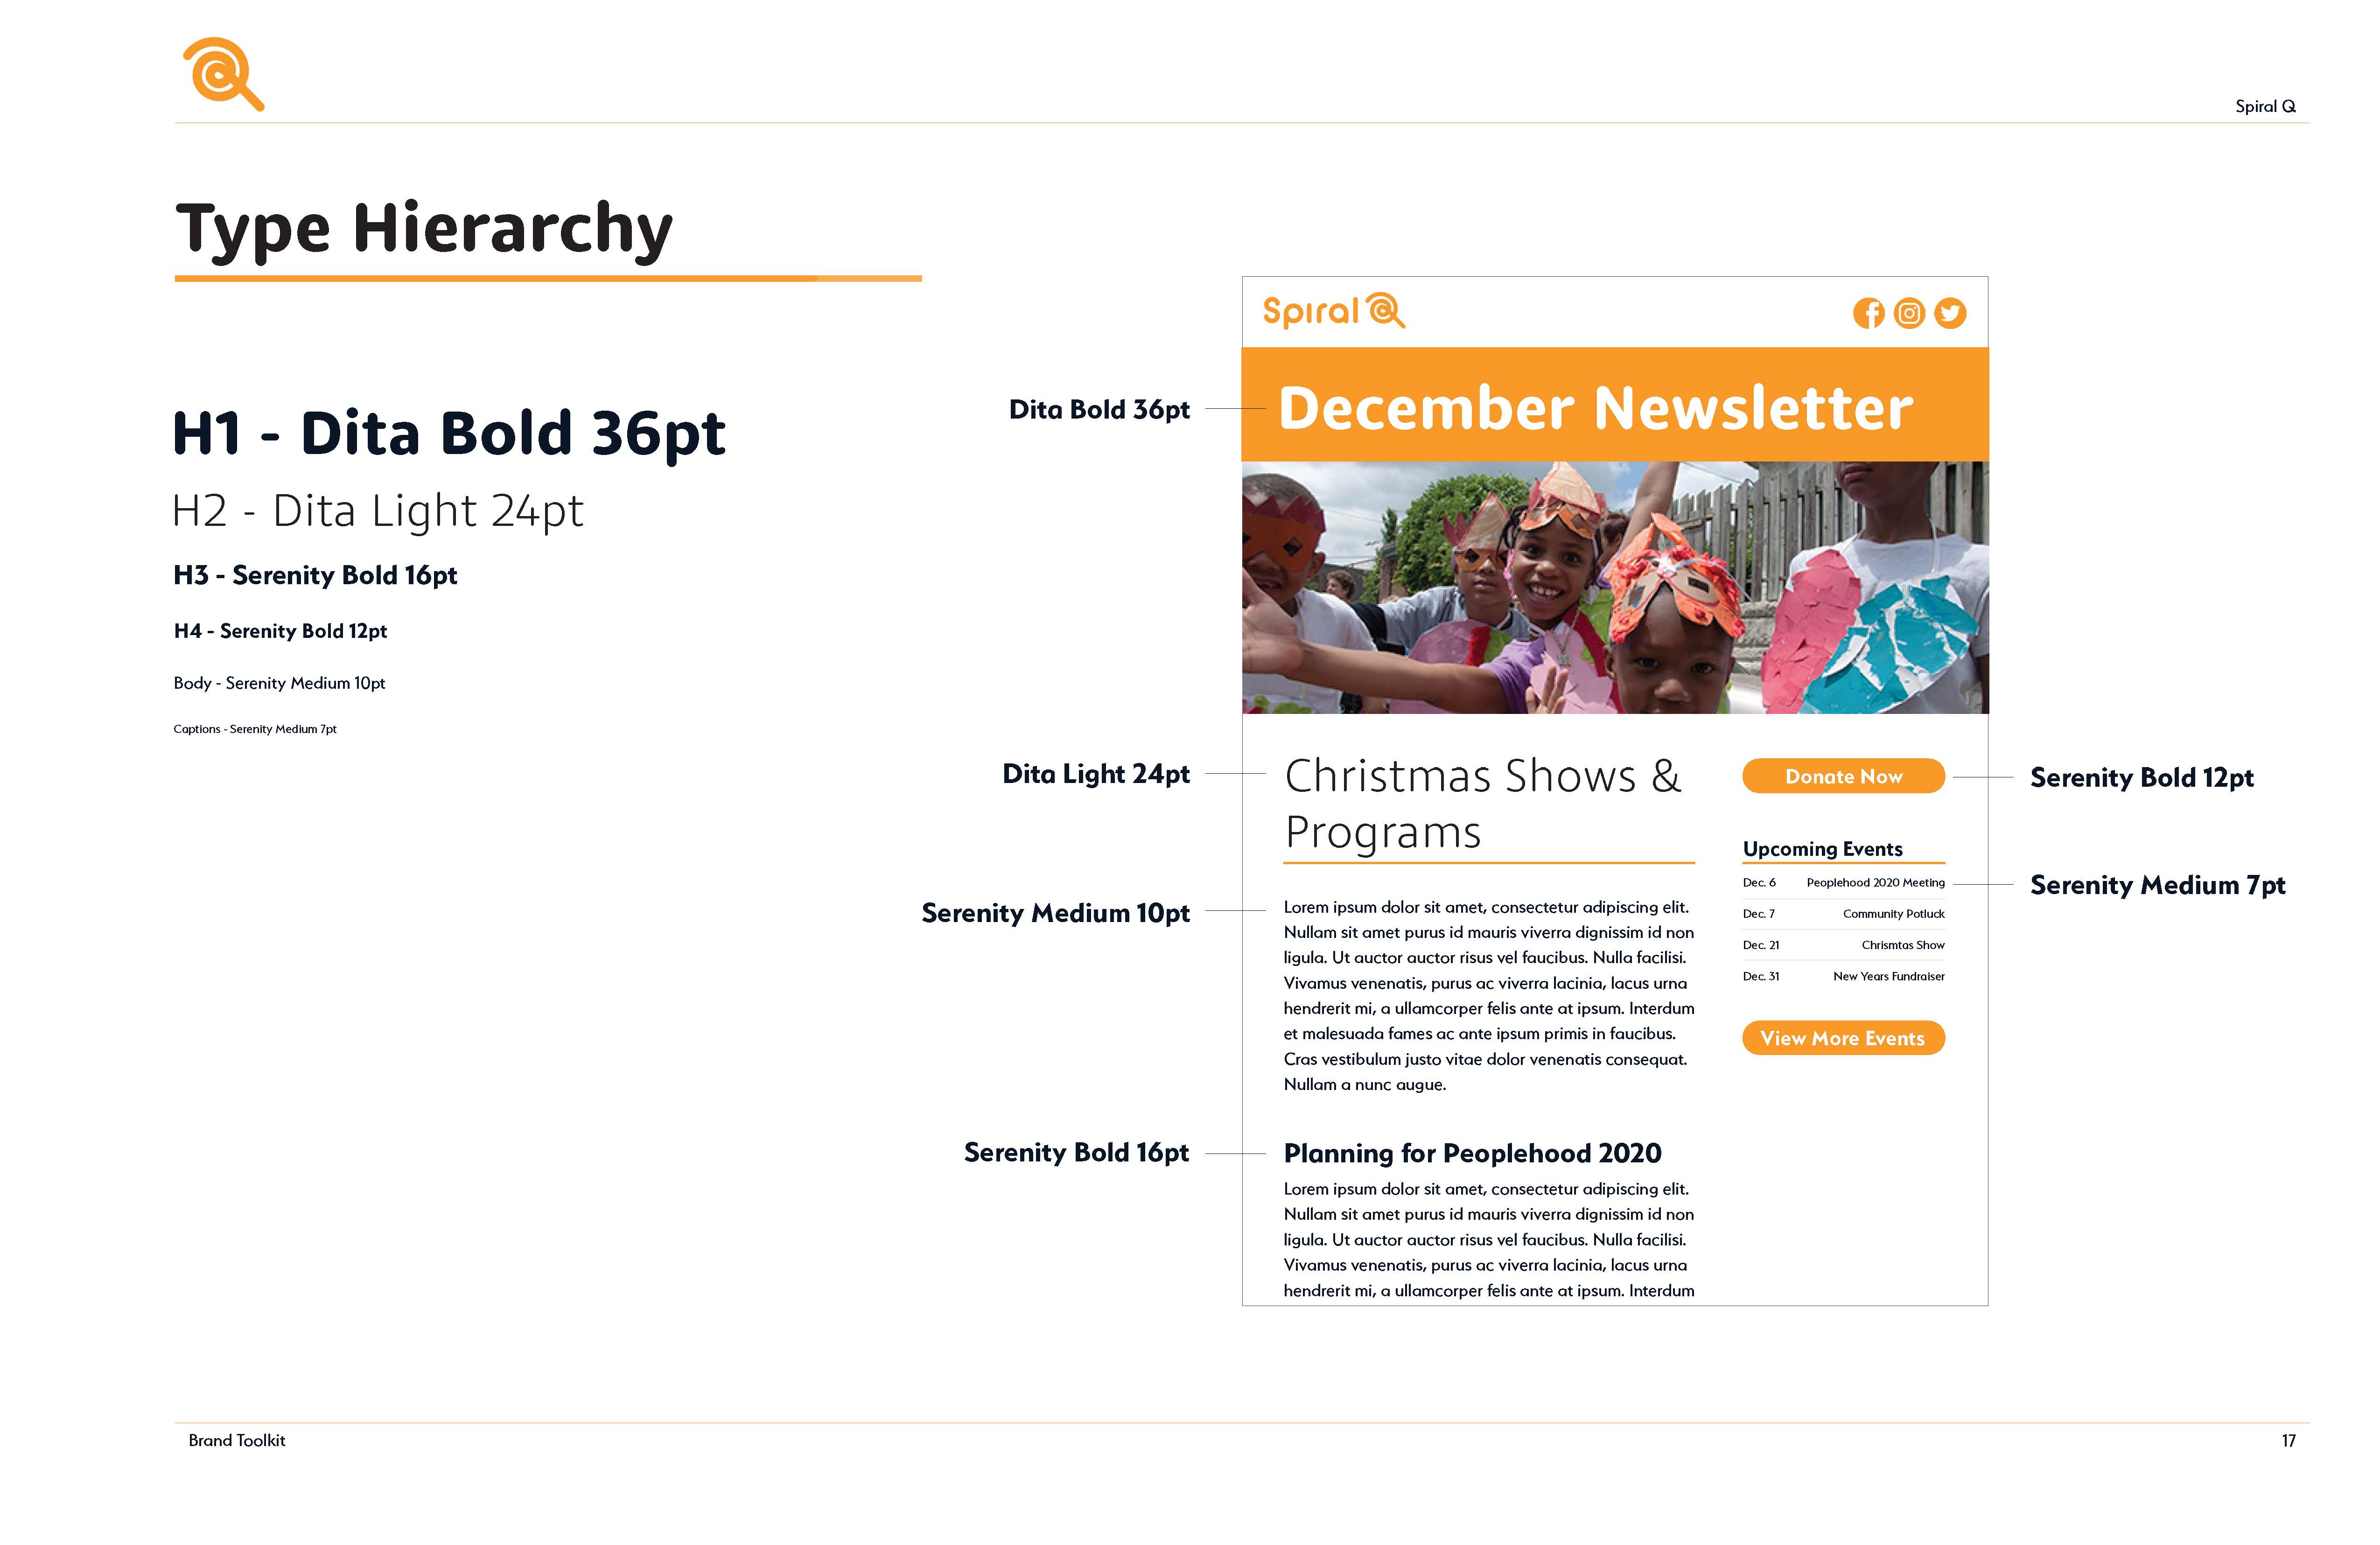 Spiral Q
Type Hierarchy
H1 - Dita Bold 36pt
H2 - Dita Light 24pt
H3 - Serenity Bold 16pt
H4 - Serenity Bold 12pt
Body - Serenity Medium 10pt
Captions - Serenity Medium 7pt
Dita Bold 36pt
Dita Light 24pt
Serenity Medium 10pt
Serenity Bold 16pt
Spiral Q
December Newsletter
Christmas Shows &
Programs
Lorem ipsum dolor sit amet, consectetur adipiscing elit.
Nullam sit amet purus id mauris viverra dignissim id non
ligula. Ut auctor auctor risus vel faucibus. Nulla facilisi.
Vivamus venenatis, purus ac viverra lacinia, lacus urna
hendrerit mi, a ullamcorper felis ante at ipsum. Interdum
et malesuada fames ac ante ipsum primis in faucibus.
Cras vestibulum justo vitae dolor venenatis consequat.
Nullam a nunc augue.
Planning for Peoplehood 2020
Lorem ipsum dolor sit amet, consectetur adipiscing elit.
Nullam sit amet purus id mauris viverra dignissim id non
ligula. Ut auctor auctor risus vel faucibus. Nulla facilisi.
Vivamus venenatis, purus ac viverra lacinia, lacus urna
hendrerit mi, a ullamcorper felis ante at ipsum. Interdum
Donate Now
Upcoming Events
Dec. 6 Peoplehood 2020 Meeting
Dec. 7 Community Potluck
Dec. 21 Chrismtas Show
Dec. 31 New Years Fundraiser
View More Events
Serenity Bold 12pt
Serenity Medium 7pt
Brand Toolkit
17